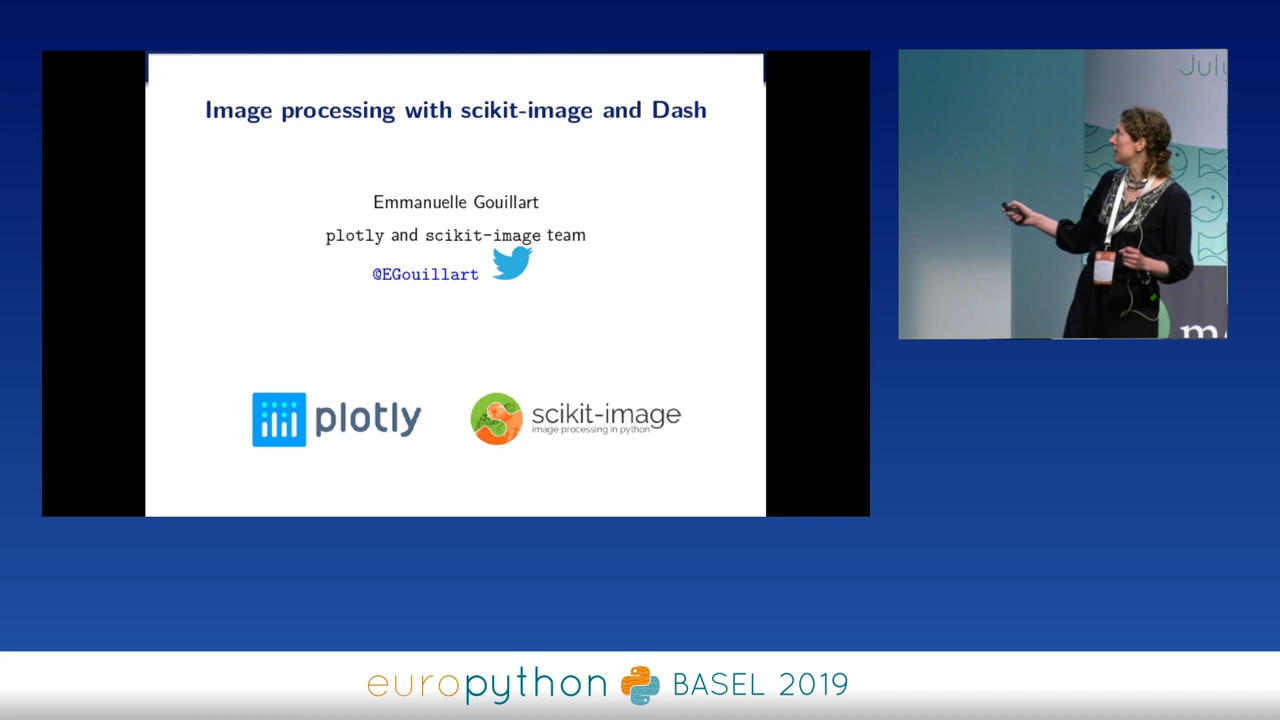 Image processing with scikit-image and Dash
Emmanuelle Gouillart
plotly and scikit-image team
@EGouillart
plotly
scikit-image
image processing in python
July
europython BASEL 2019